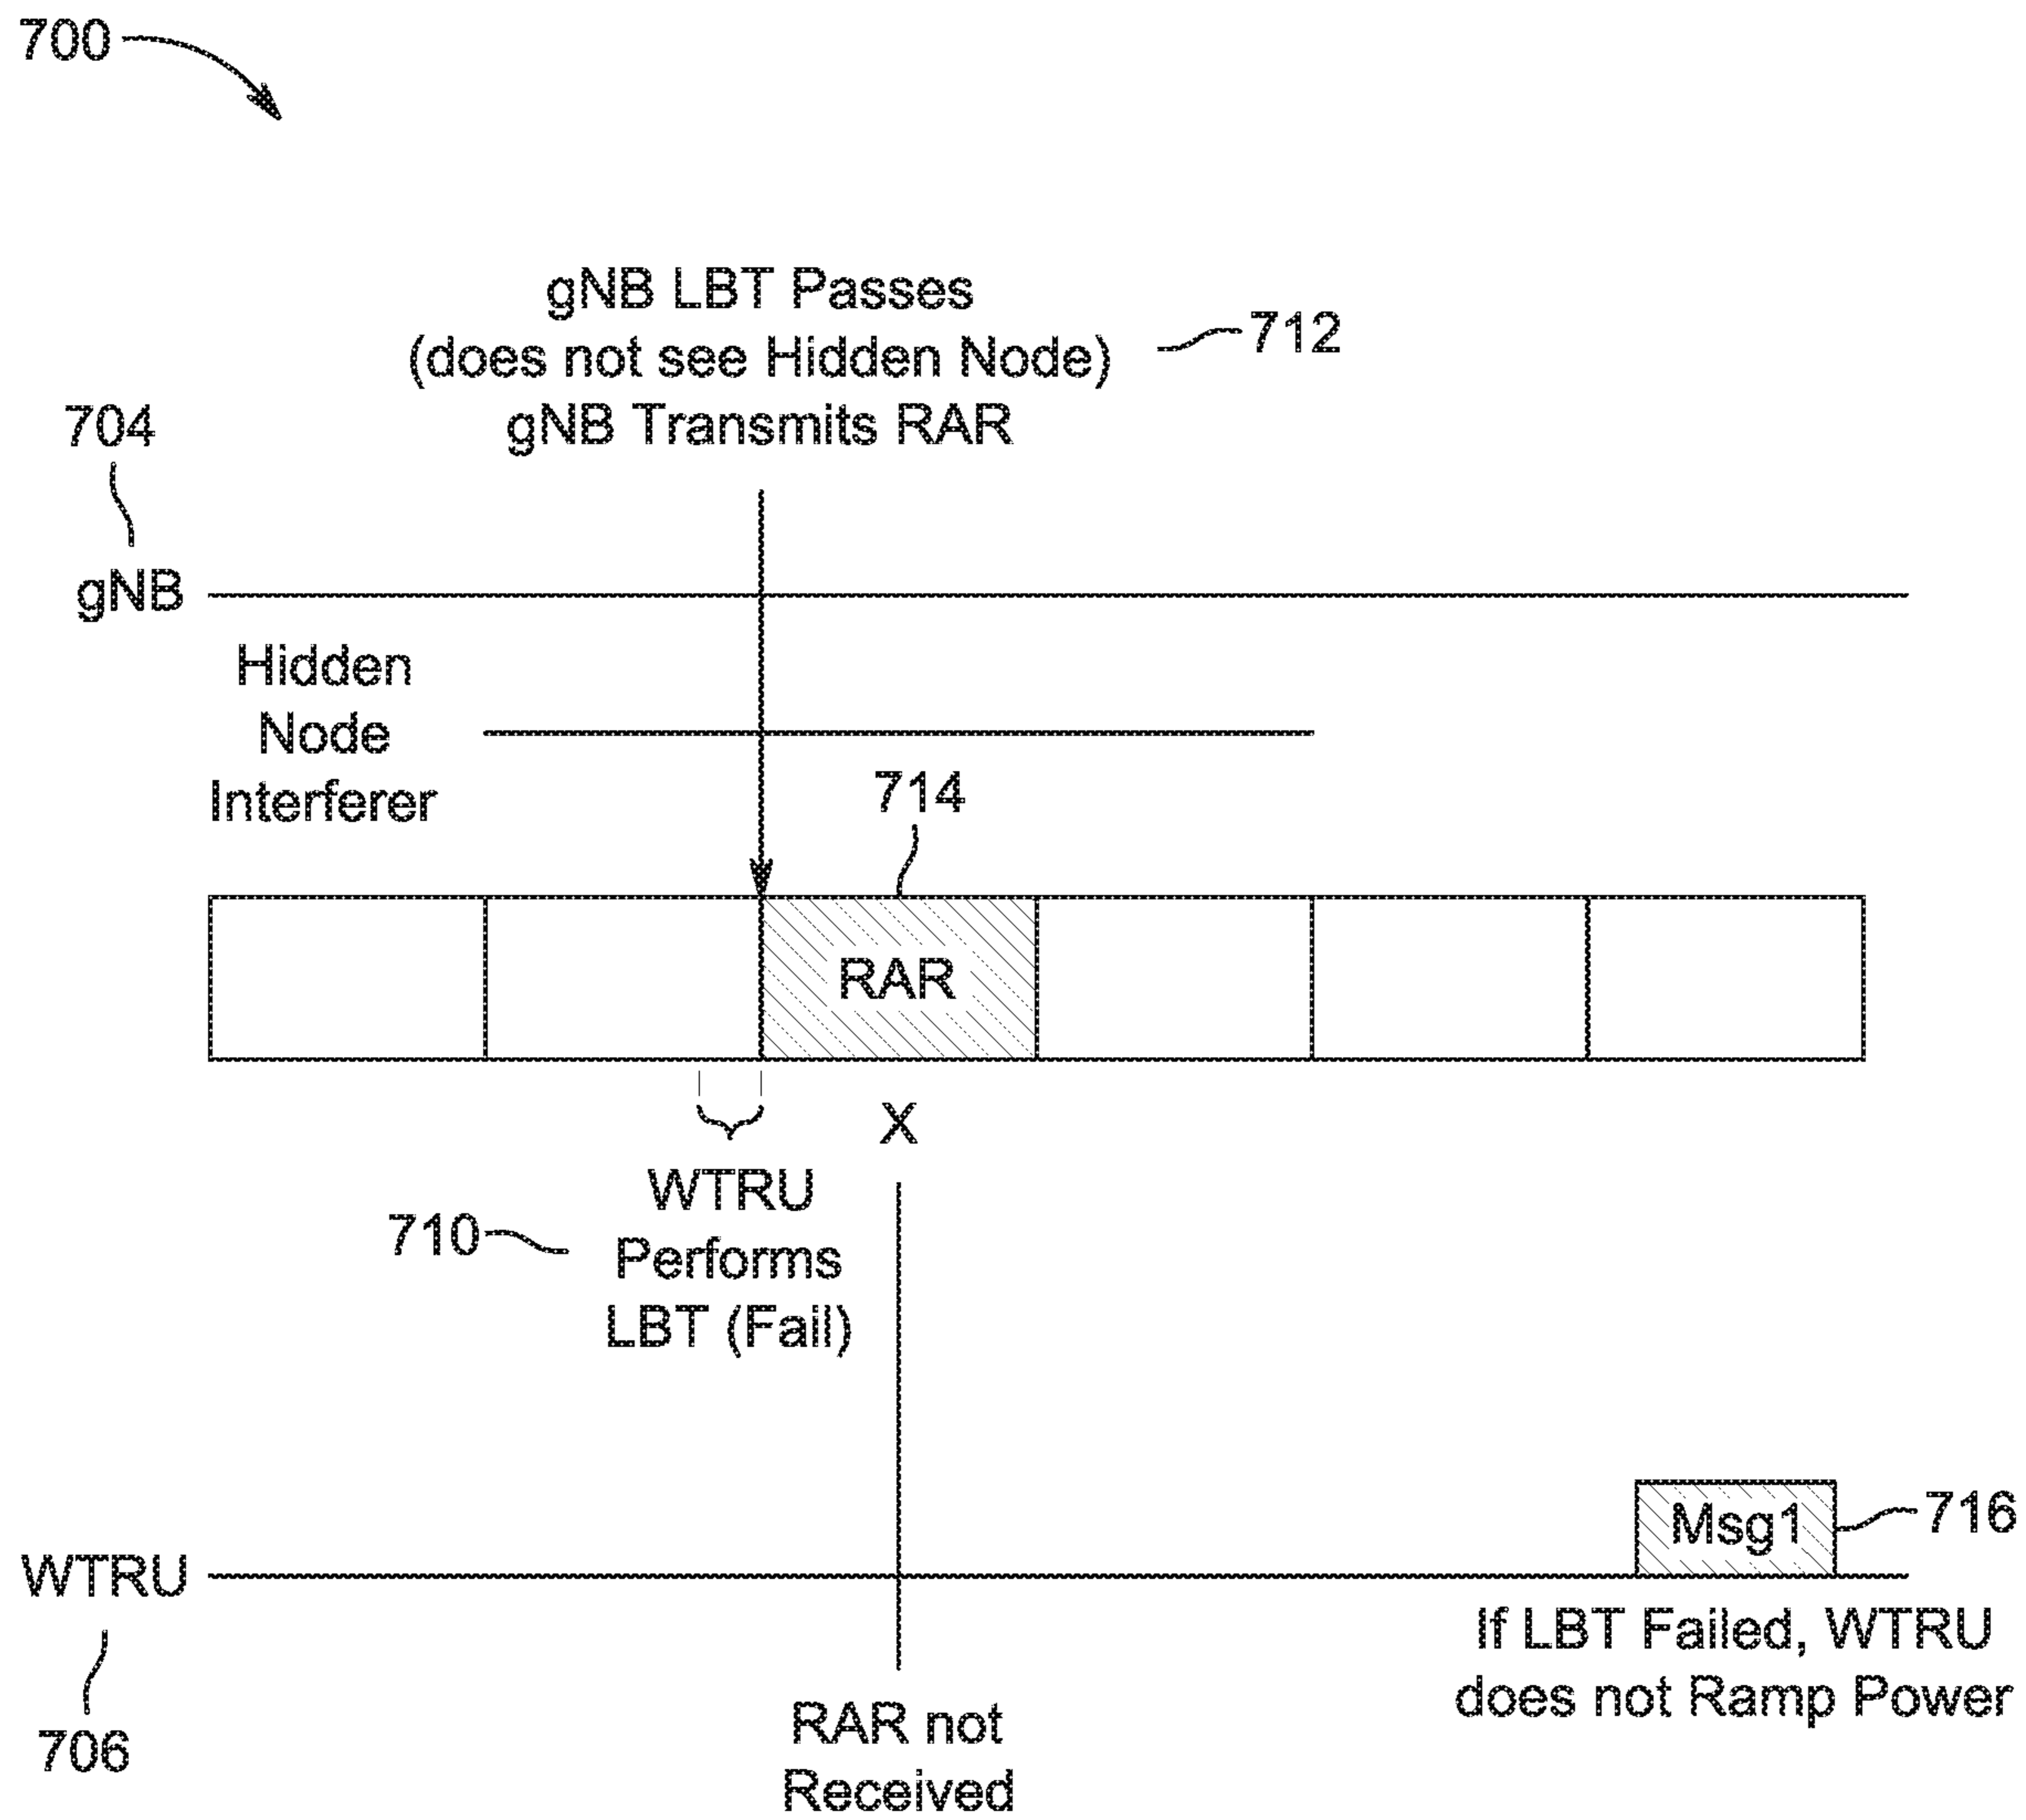 700
gNB LBT Passes
(does not see Hidden Node)
gNB Transmits RAR
712
704
gNB
Hidden
Node
Interferer
714
RAR
X
WTRU
Performs
LBT (Fail)
710
Msg1
716
WTRU
706
If LBT Failed, WTRU
does not Ramp Power
RAR not
Received